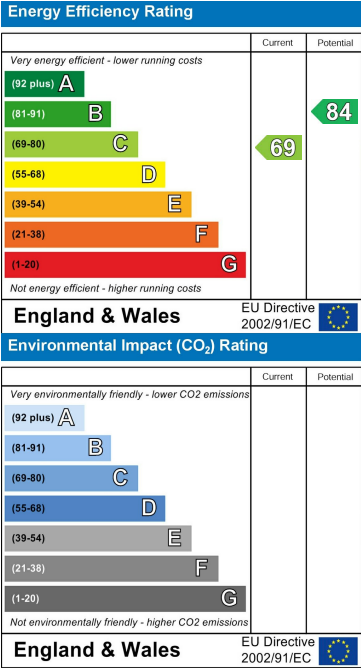 Energy Efficiency Rating
Current Potential
Very energy efficient - lower running costs
(92 plus) A
(81-91) B
84
(69-80) C
69
(55-68) D
(39-54) E
(21-38) F
(1-20) G
Not energy efficient - higher running costs
England & Wales
EU Directive
2002/91/EC
Environmental Impact (CO2) Rating
Current Potential
Very environmentally friendly - lower CO2 emissions
(92 plus) A
(81-91) B
(69-80) C
(55-68) D
(39-54) E
(21-38) F
(1-20) G
Not environmentally friendly - higher CO2 emissions
England & Wales
EU Directive
2002/91/EC